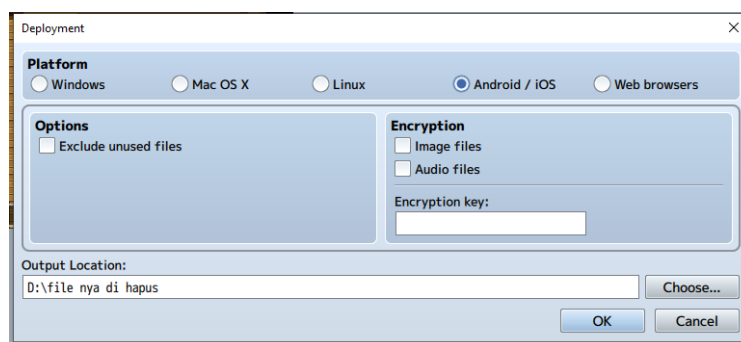 Deployment
Platform
Windows Mac OS X Linux Android / iOS Web browsers
Options
Exclude unused files
Encryption
Image files
Audio files
Encryption key:
Output Location:
D:\file nya di hapus Choose...
OK Cancel